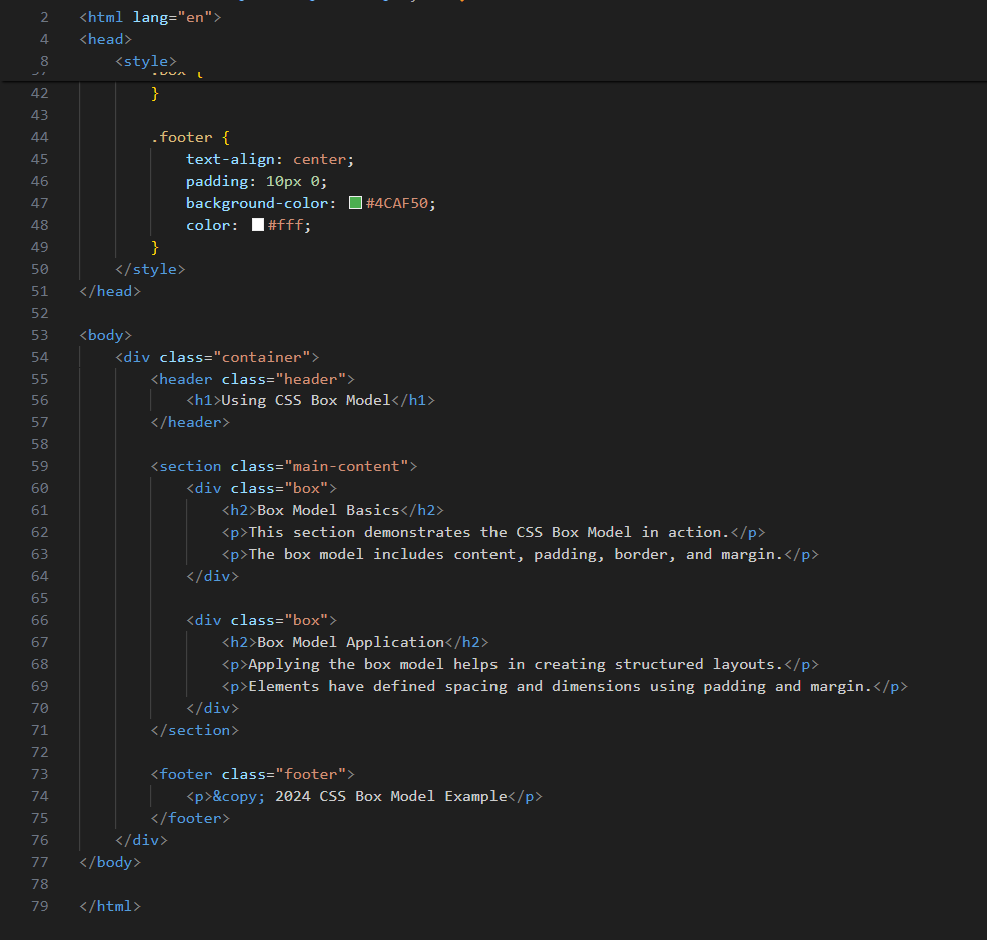 2 <html lang="en">
4 <head>
8     <style>
37         .box {
42         }
43
44         .footer {
45             text-align: center;
46             padding: 10px 0;
47             background-color: #4CAF50;
48             color: #fff;
49         }
50     </style>
51 </head>
52
53 <body>
54     <div class="container">
55         <header class="header">
56             <h1>Using CSS Box Model</h1>
57         </header>
58
59         <section class="main-content">
60             <div class="box">
61                 <h2>Box Model Basics</h2>
62                 <p>This section demonstrates the CSS Box Model in action.</p>
63                 <p>The box model includes content, padding, border, and margin.</p>
64             </div>
65
66             <div class="box">
67                 <h2>Box Model Application</h2>
68                 <p>Applying the box model helps in creating structured layouts.</p>
69                 <p>Elements have defined spacing and dimensions using padding and margin.</p>
70             </div>
71         </section>
72
73         <footer class="footer">
74             <p>&copy; 2024 CSS Box Model Example</p>
75         </footer>
76     </div>
77 </body>
78
79 </html>